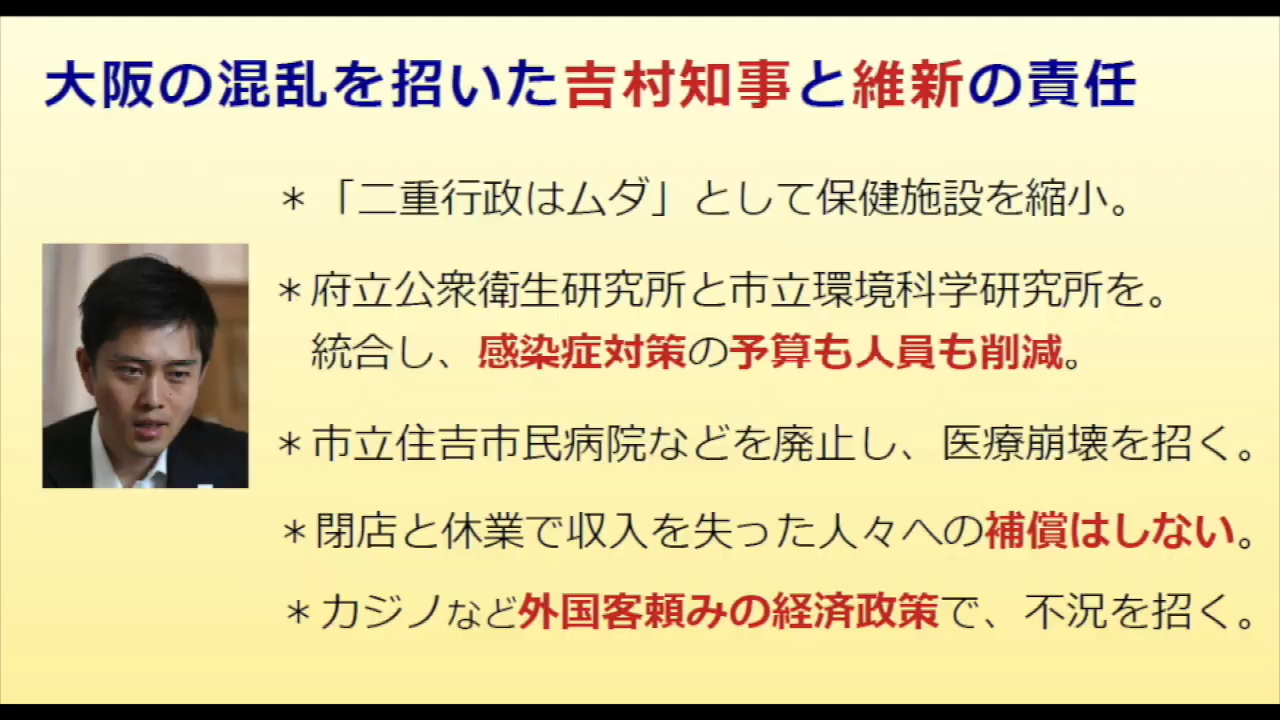 大阪の混乱を招いた吉村知事と維新の責任
＊「二重行政はムダ」として保健施設を縮小。
＊府立公衆衛生研究所と市立環境科学研究所を。
統合し、感染症対策の予算も人員も削減。
＊市立住吉市民病院などを廃止し、医療崩壊を招く。
＊閉店と休業で収入を失った人々への補償はしない。
＊カジノなど外国客頼みの経済政策で、不況を招く。